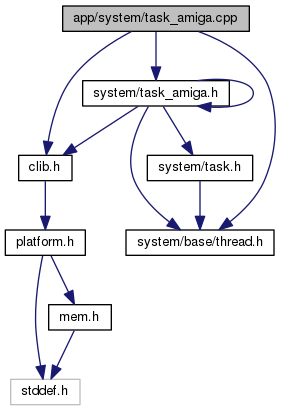 app/system/task_amiga.cpp
system/task_amiga.h
clib.h
system/task.h
platform.h
system/base/thread.h
mem.h
stddef.h